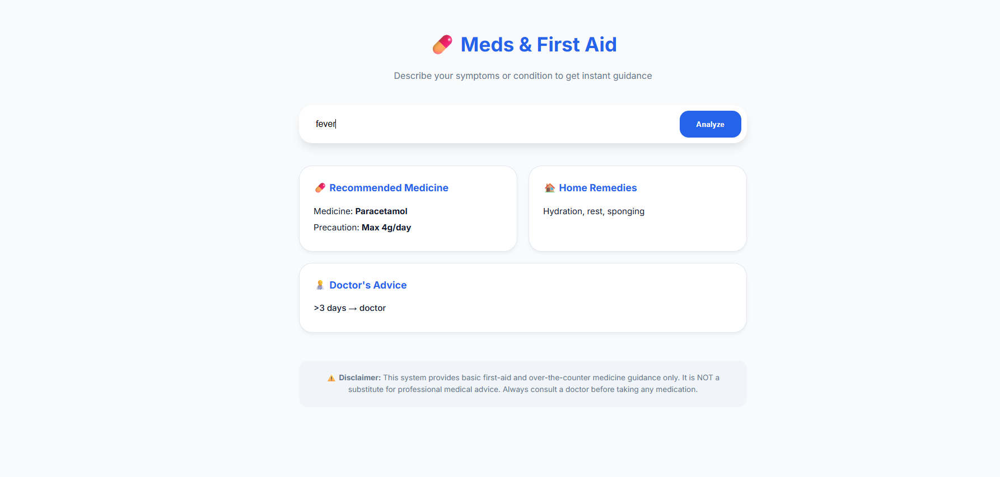 Meds & First Aid
Describe your symptoms or condition to get instant guidance
fever
Analyze
Recommended Medicine
Medicine: Paracetamol
Precaution: Max 4g/day
Home Remedies
Hydration, rest, sponging
Doctor's Advice
>3 days → doctor
Disclaimer: This system provides basic first-aid and over-the-counter medicine guidance only. It is NOT a
substitute for professional medical advice. Always consult a doctor before taking any medication.